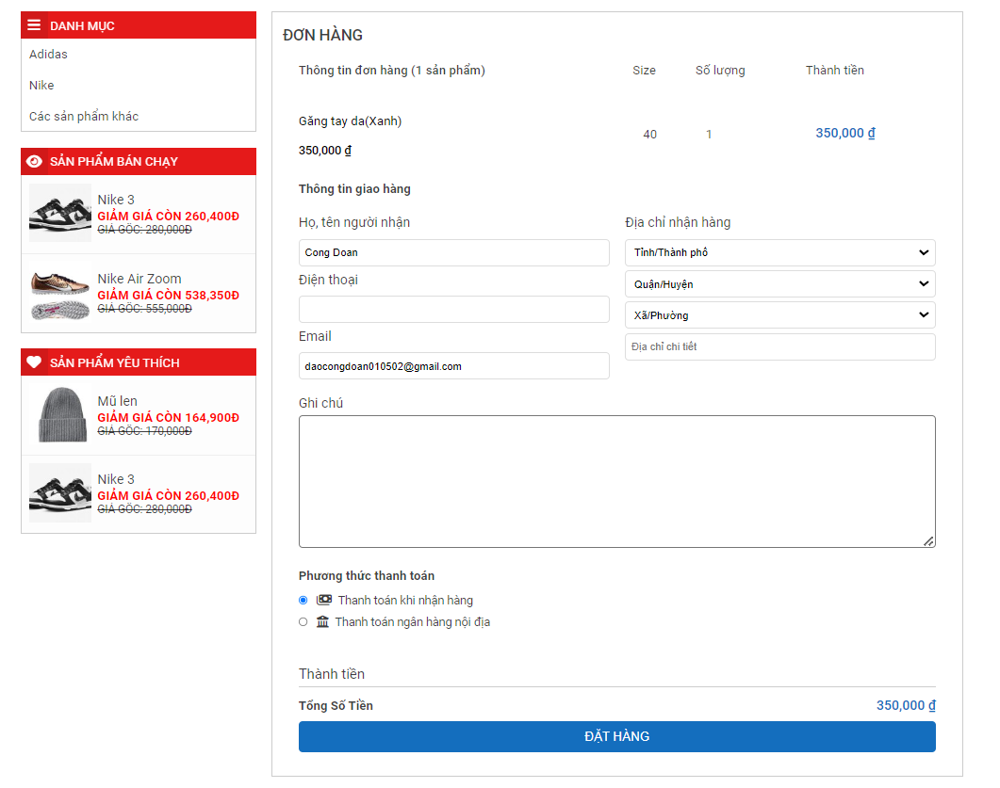 DANH MỤC
Adidas
Nike
Các sản phẩm khác
SẢN PHẨM BÁN CHẠY
Nike 3
GIẢM GIÁ CÒN 260,400Đ
GIÁ GỐC: 280,000Đ
Nike Air Zoom
GIẢM GIÁ CÒN 538,350Đ
GIÁ GỐC: 555,000Đ
SẢN PHẨM YÊU THÍCH
Mũ len
GIẢM GIÁ CÒN 164,900Đ
GIÁ GỐC: 170,000Đ
Nike 3
GIẢM GIÁ CÒN 260,400Đ
GIÁ GỐC: 280,000Đ
ĐƠN HÀNG
Thông tin đơn hàng (1 sản phẩm) Size Số lượng Thành tiền
Găng tay da(Xanh)
350,000 ₫
40 1 350,000 ₫
Thông tin giao hàng
Họ, tên người nhận
Cong Doan
Điện thoại
Email
daocongdoan010502@gmail.com
Địa chỉ nhận hàng
Tỉnh/Thành phố
Quận/Huyện
Xã/Phường
Địa chỉ chi tiết
Ghi chú
Phương thức thanh toán
Thanh toán khi nhận hàng
Thanh toán ngân hàng nội địa
Thành tiền
Tổng Số Tiền 350,000 ₫
ĐẶT HÀNG